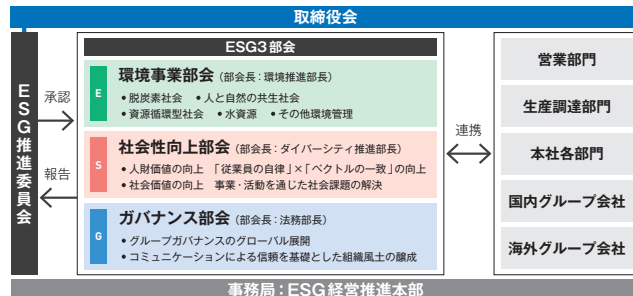 取締役会
ESG推進委員会
承認
報告
ESG3部会
E
環境事業部会（部会長：環境推進部長）
•脱炭素社会 •人と自然の共生社会
•資源循環型社会 •水資源 •その他環境管理
S
社会性向上部会（部会長：ダイバーシティ推進部長）
•人財価値の向上 「従業員の自律」×「ベクトルの一致」の向上
•社会価値の向上 事業・活動を通じた社会課題の解決
G
ガバナンス部会（部会長：法務部長）
•グループガバナンスのグローバル展開
•コミュニケーションによる信頼を基礎とした組織風土の醸成
連携
営業部門
生産調達部門
本社各部門
国内グループ会社
海外グループ会社
事務局：ESG経営推進本部